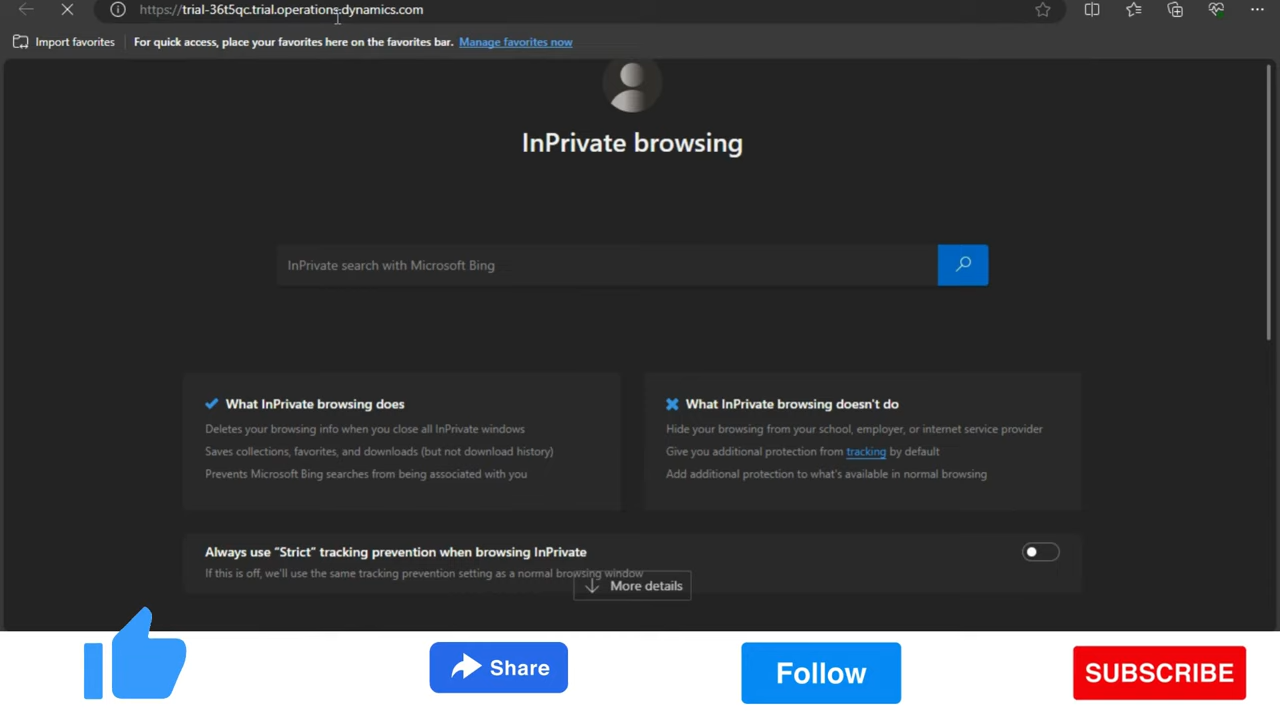 https://trial-36t5qc.trial.operations.dynamics.com
Import favorites
For quick access, place your favorites here on the favorites bar. Manage favorites now
InPrivate browsing
InPrivate search with Microsoft Bing
What InPrivate browsing does
Deletes your browsing info when you close all InPrivate windows
Saves collections, favorites, and downloads (but not download history)
Prevents Microsoft Bing searches from being associated with you
What InPrivate browsing doesn't do
Hide your browsing from your school, employer, or internet service provider
Give you additional protection from tracking by default
Add additional protection to what's available in normal browsing
Always use "Strict" tracking prevention when browsing InPrivate
If this is off, we'll use the same tracking prevention setting as a normal browsing window
More details
Share
Follow
SUBSCRIBE